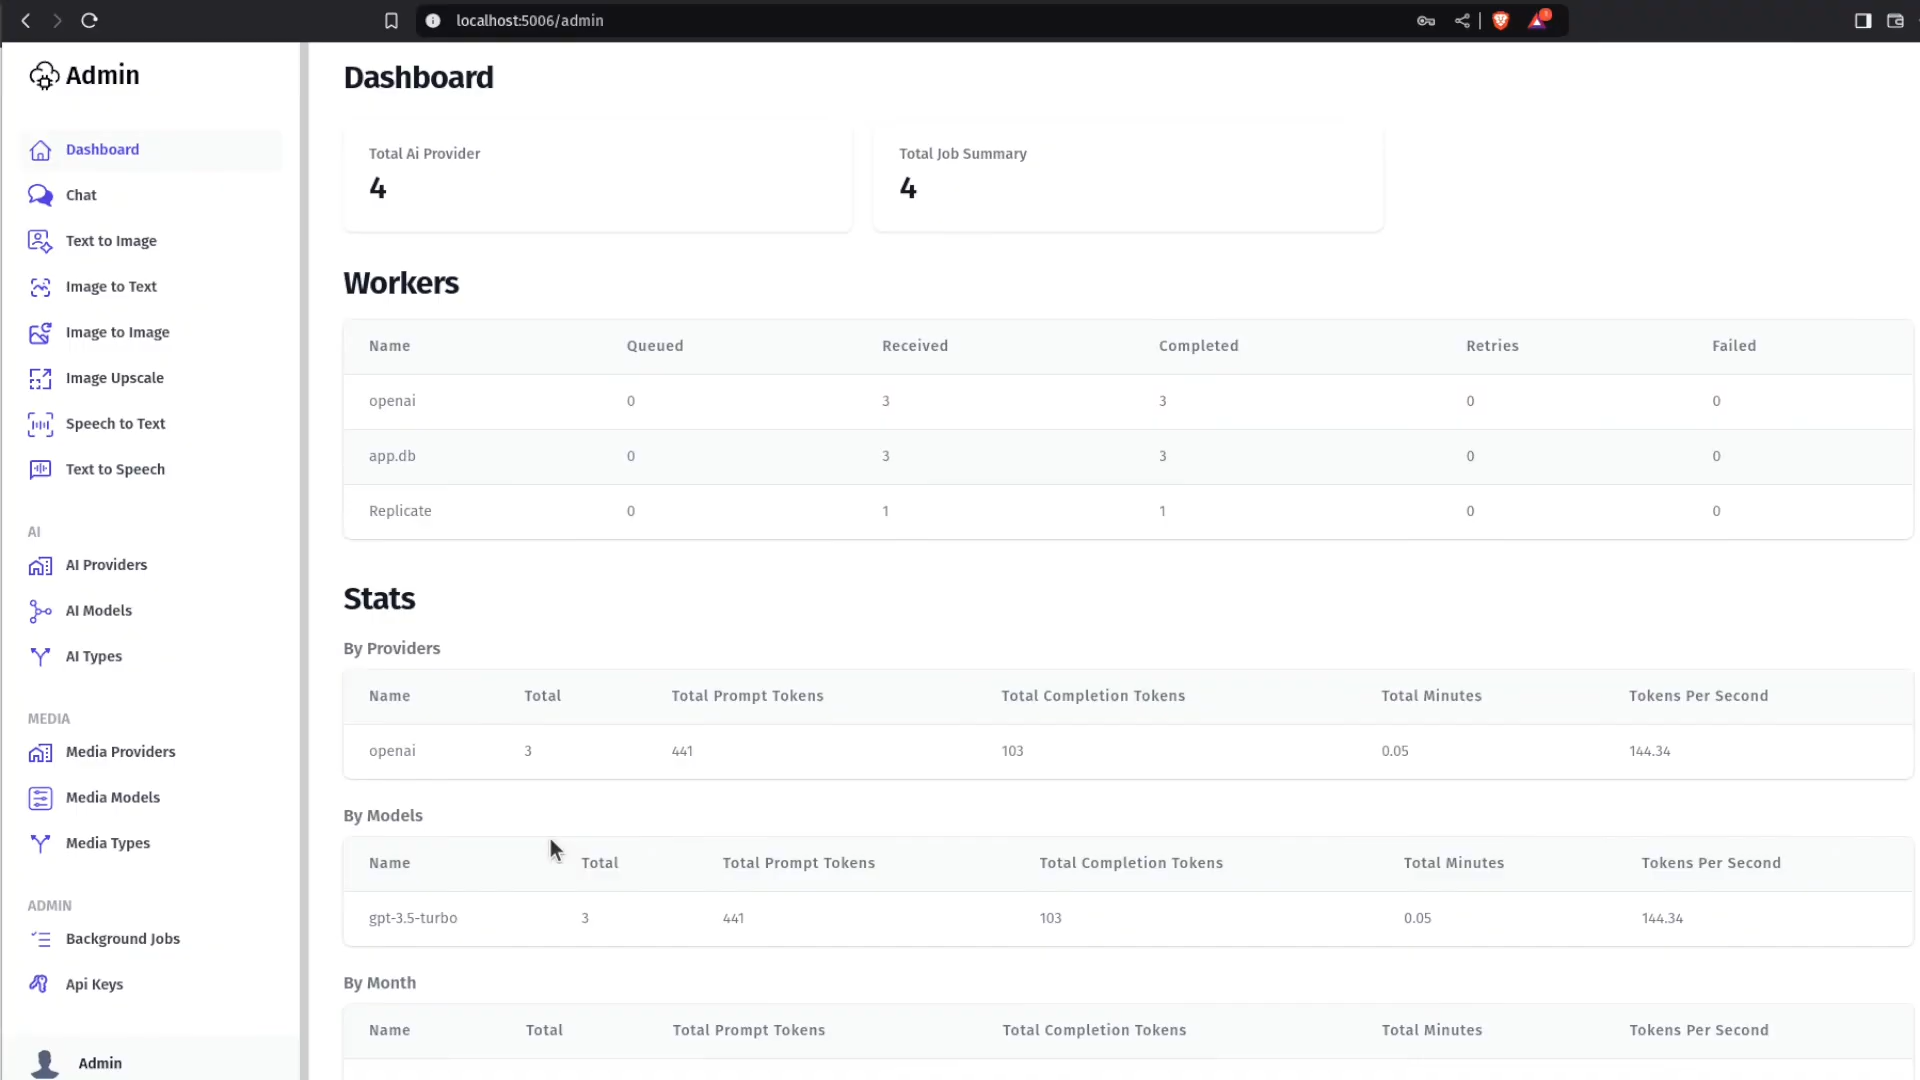 localhost:5006/admin
Admin
Dashboard
Chat
Text to Image
Image to Text
Image to Image
Image Upscale
Speech to Text
Text to Speech
AI
AI Providers
AI Models
AI Types
MEDIA
Media Providers
Media Models
Media Types
ADMIN
Background Jobs
Api Keys
Admin
Dashboard
Total Ai Provider
4
Total Job Summary
4
Workers
Name Queued Received Completed Retries Failed
openai 0 3 3 0 0
app.db 0 3 3 0 0
Replicate 0 1 1 0 0
Stats
By Providers
Name Total Total Prompt Tokens Total Completion Tokens Total Minutes Tokens Per Second
openai 3 441 103 0.05 144.34
By Models
Name Total Total Prompt Tokens Total Completion Tokens Total Minutes Tokens Per Second
gpt-3.5-turbo 3 441 103 0.05 144.34
By Month
Name Total Total Prompt Tokens Total Completion Tokens Total Minutes Tokens Per Second